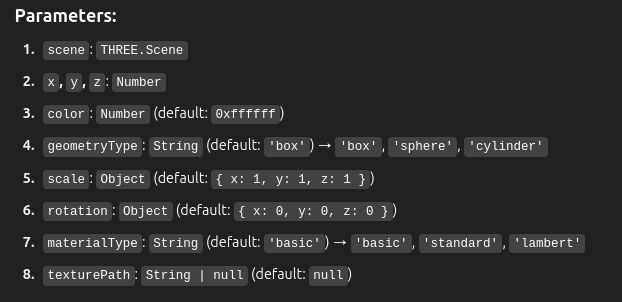 Parameters:
1. scene: THREE.Scene
2. x, y, z: Number
3. color: Number (default: 0xffffff)
4. geometryType: String (default: 'box') → 'box', 'sphere', 'cylinder'
5. scale: Object (default: { x: 1, y: 1, z: 1 })
6. rotation: Object (default: { x: 0, y: 0, z: 0 })
7. materialType: String (default: 'basic') → 'basic', 'standard', 'lambert'
8. texturePath: String | null (default: null)